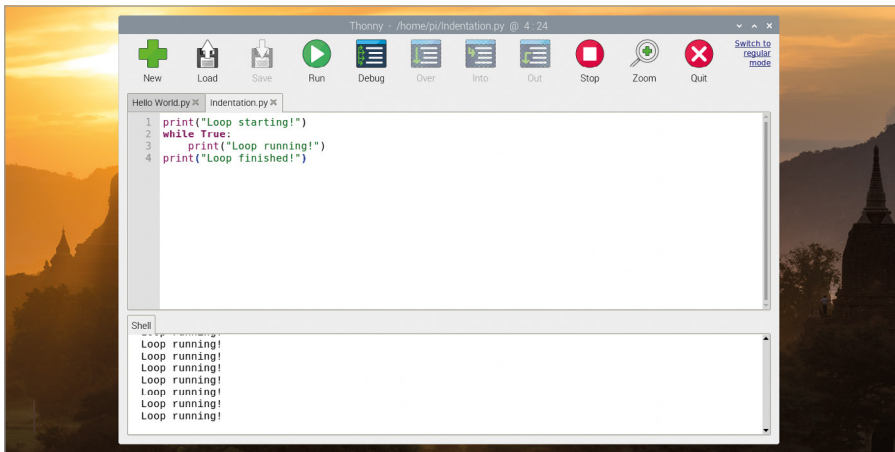 Thonny - /home/pi/Indentation.py @ 4:24
Switch to
regular
mode
New Load Save Run Debug Over Into Out Stop Zoom Quit
Hello World.py Indentation.py
1 print("Loop starting!")
2 while True:
3     print("Loop running!")
4 print("Loop finished!")
Shell
Loop running!
Loop running!
Loop running!
Loop running!
Loop running!
Loop running!
Loop running!
Loop running!